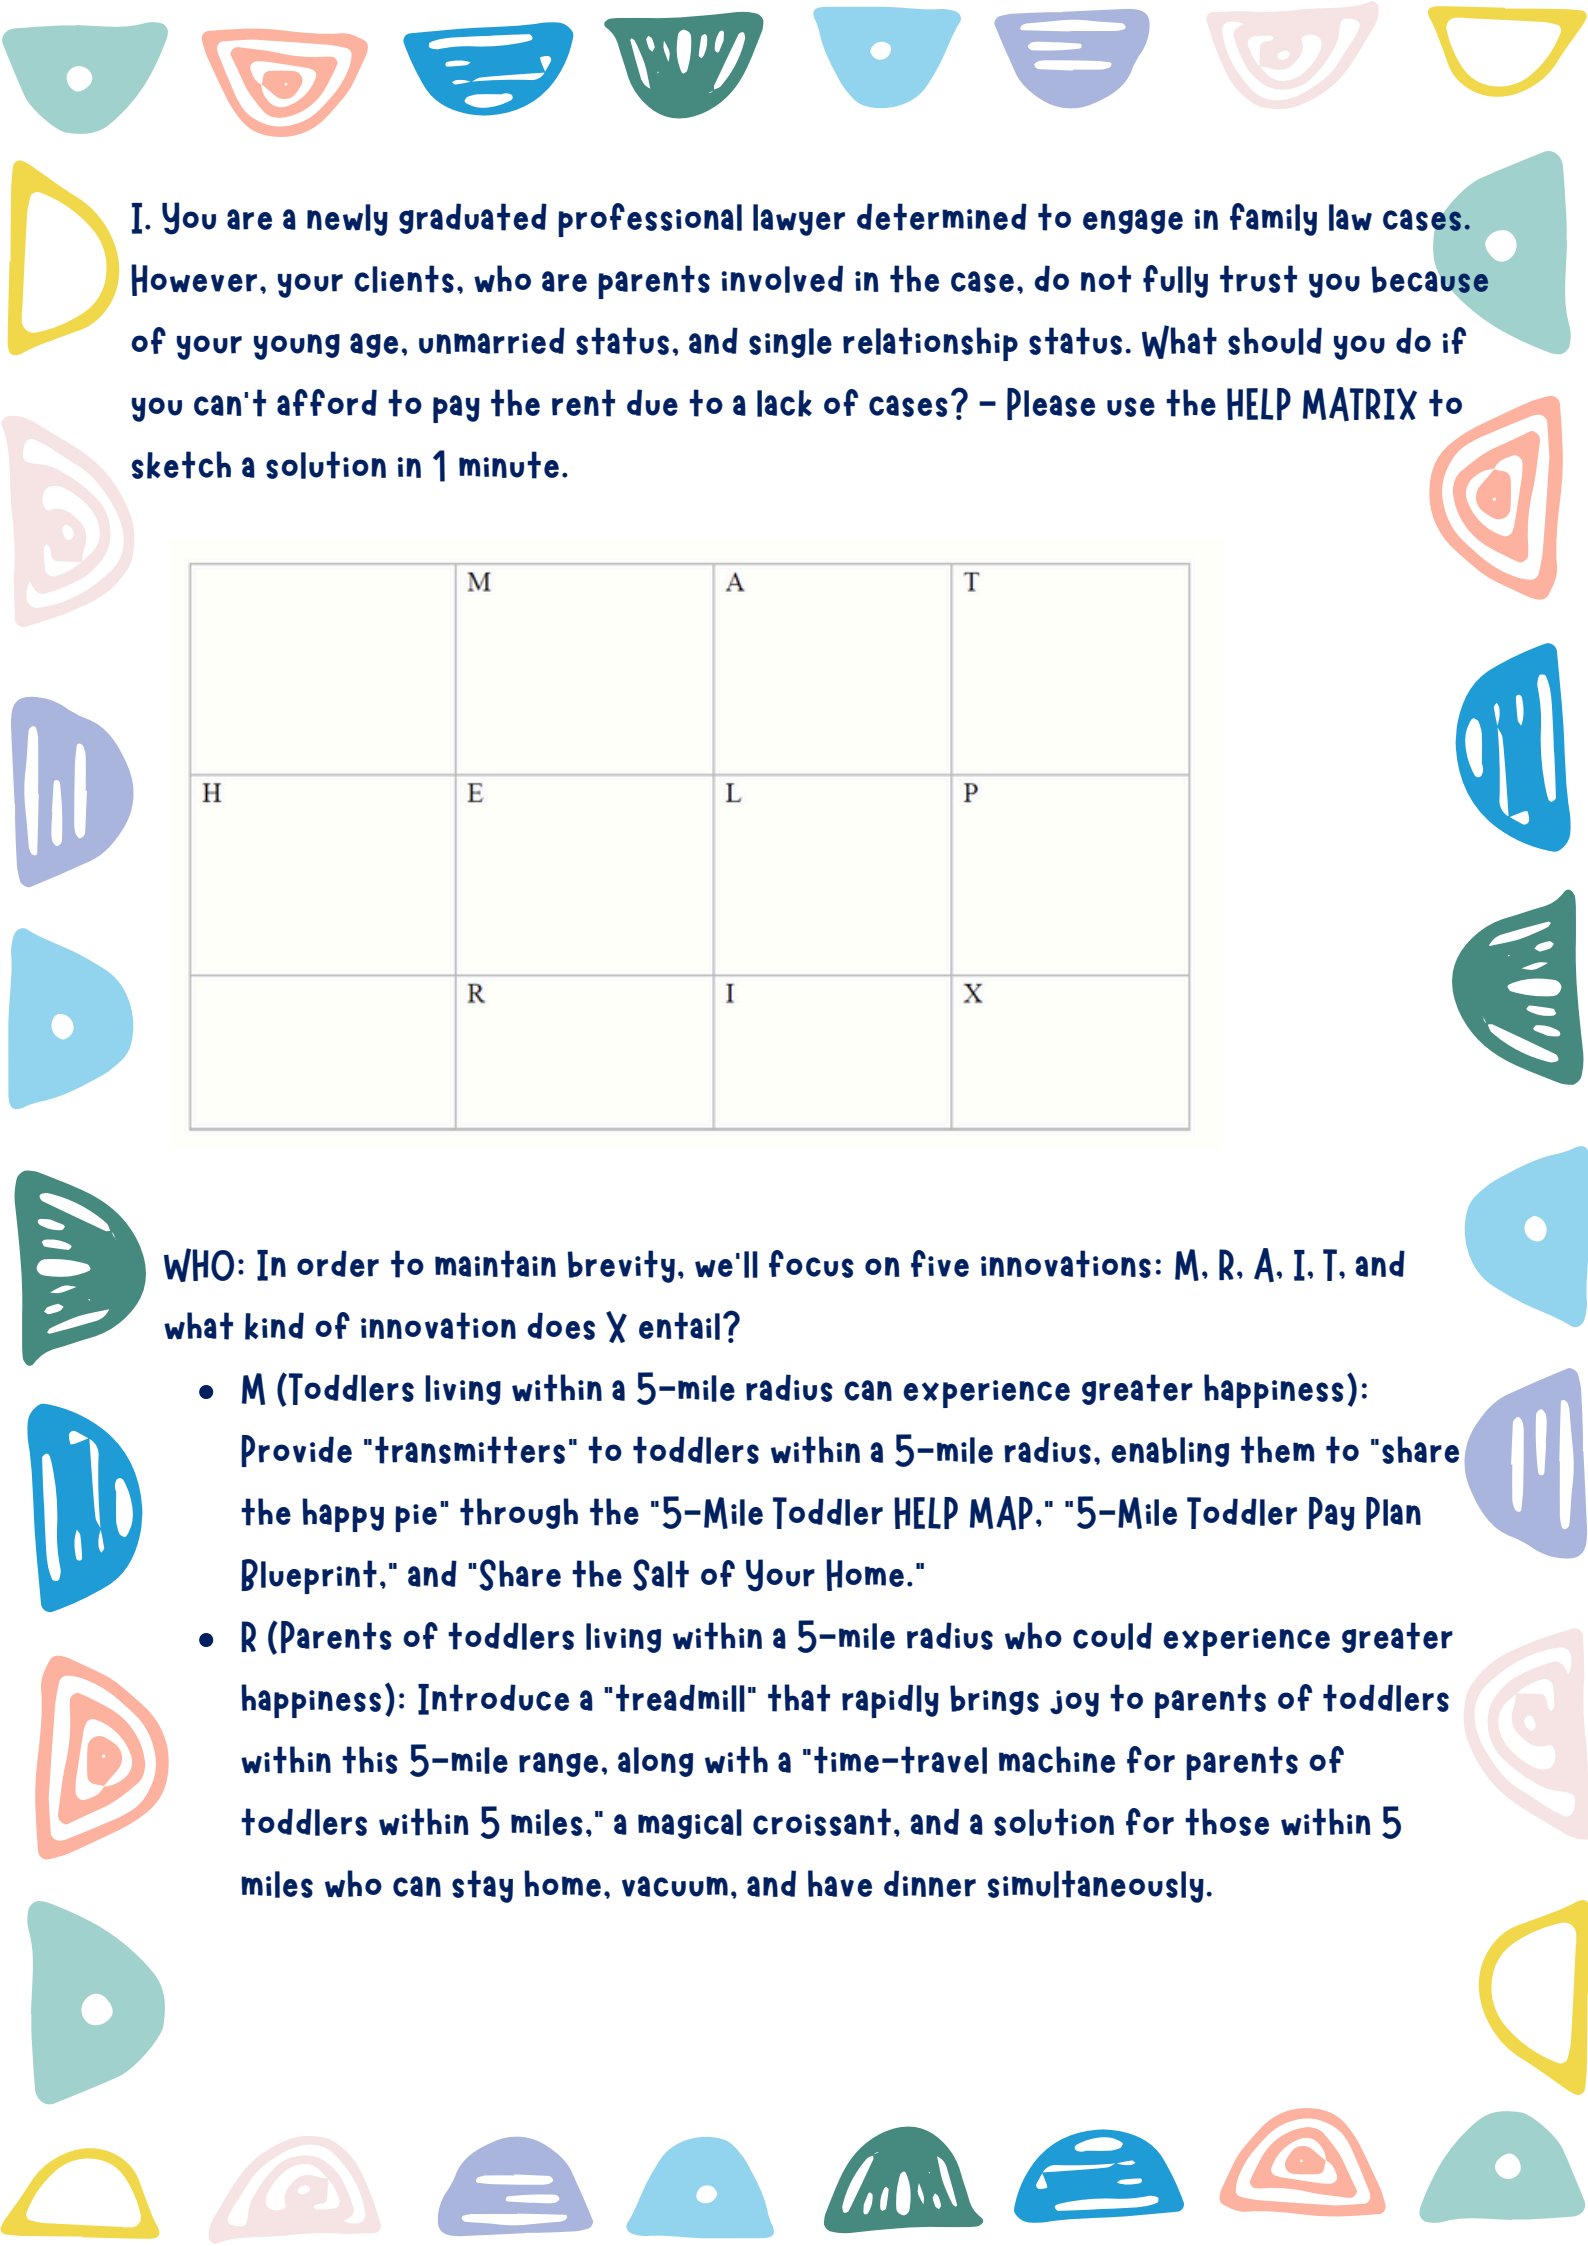 I. You are a newly graduated professional lawyer determined to engage in family law cases.
However, your clients, who are parents involved in the case, do not fully trust you because
of your young age, unmarried status, and single relationship status. What should you do if
you can't afford to pay the rent due to a lack of cases? - Please use the HELP MATRIX to
sketch a solution in 1 minute.
M A T
H E L P
R I X
WHO: In order to maintain brevity, we'll focus on five innovations: M, R, A, I, T, and
what kind of innovation does X entail?
• M (Toddlers living within a 5-mile radius can experience greater happiness):
Provide "transmitters" to toddlers within a 5-mile radius, enabling them to "share
the happy pie" through the "5-Mile Toddler HELP MAP," "5-Mile Toddler Pay Plan
Blueprint," and "Share the Salt of Your Home."
• R (Parents of toddlers living within a 5-mile radius who could experience greater
happiness): Introduce a "treadmill" that rapidly brings joy to parents of toddlers
within this 5-mile range, along with a "time-travel machine for parents of
toddlers within 5 miles," a magical croissant, and a solution for those within 5
miles who can stay home, vacuum, and have dinner simultaneously.